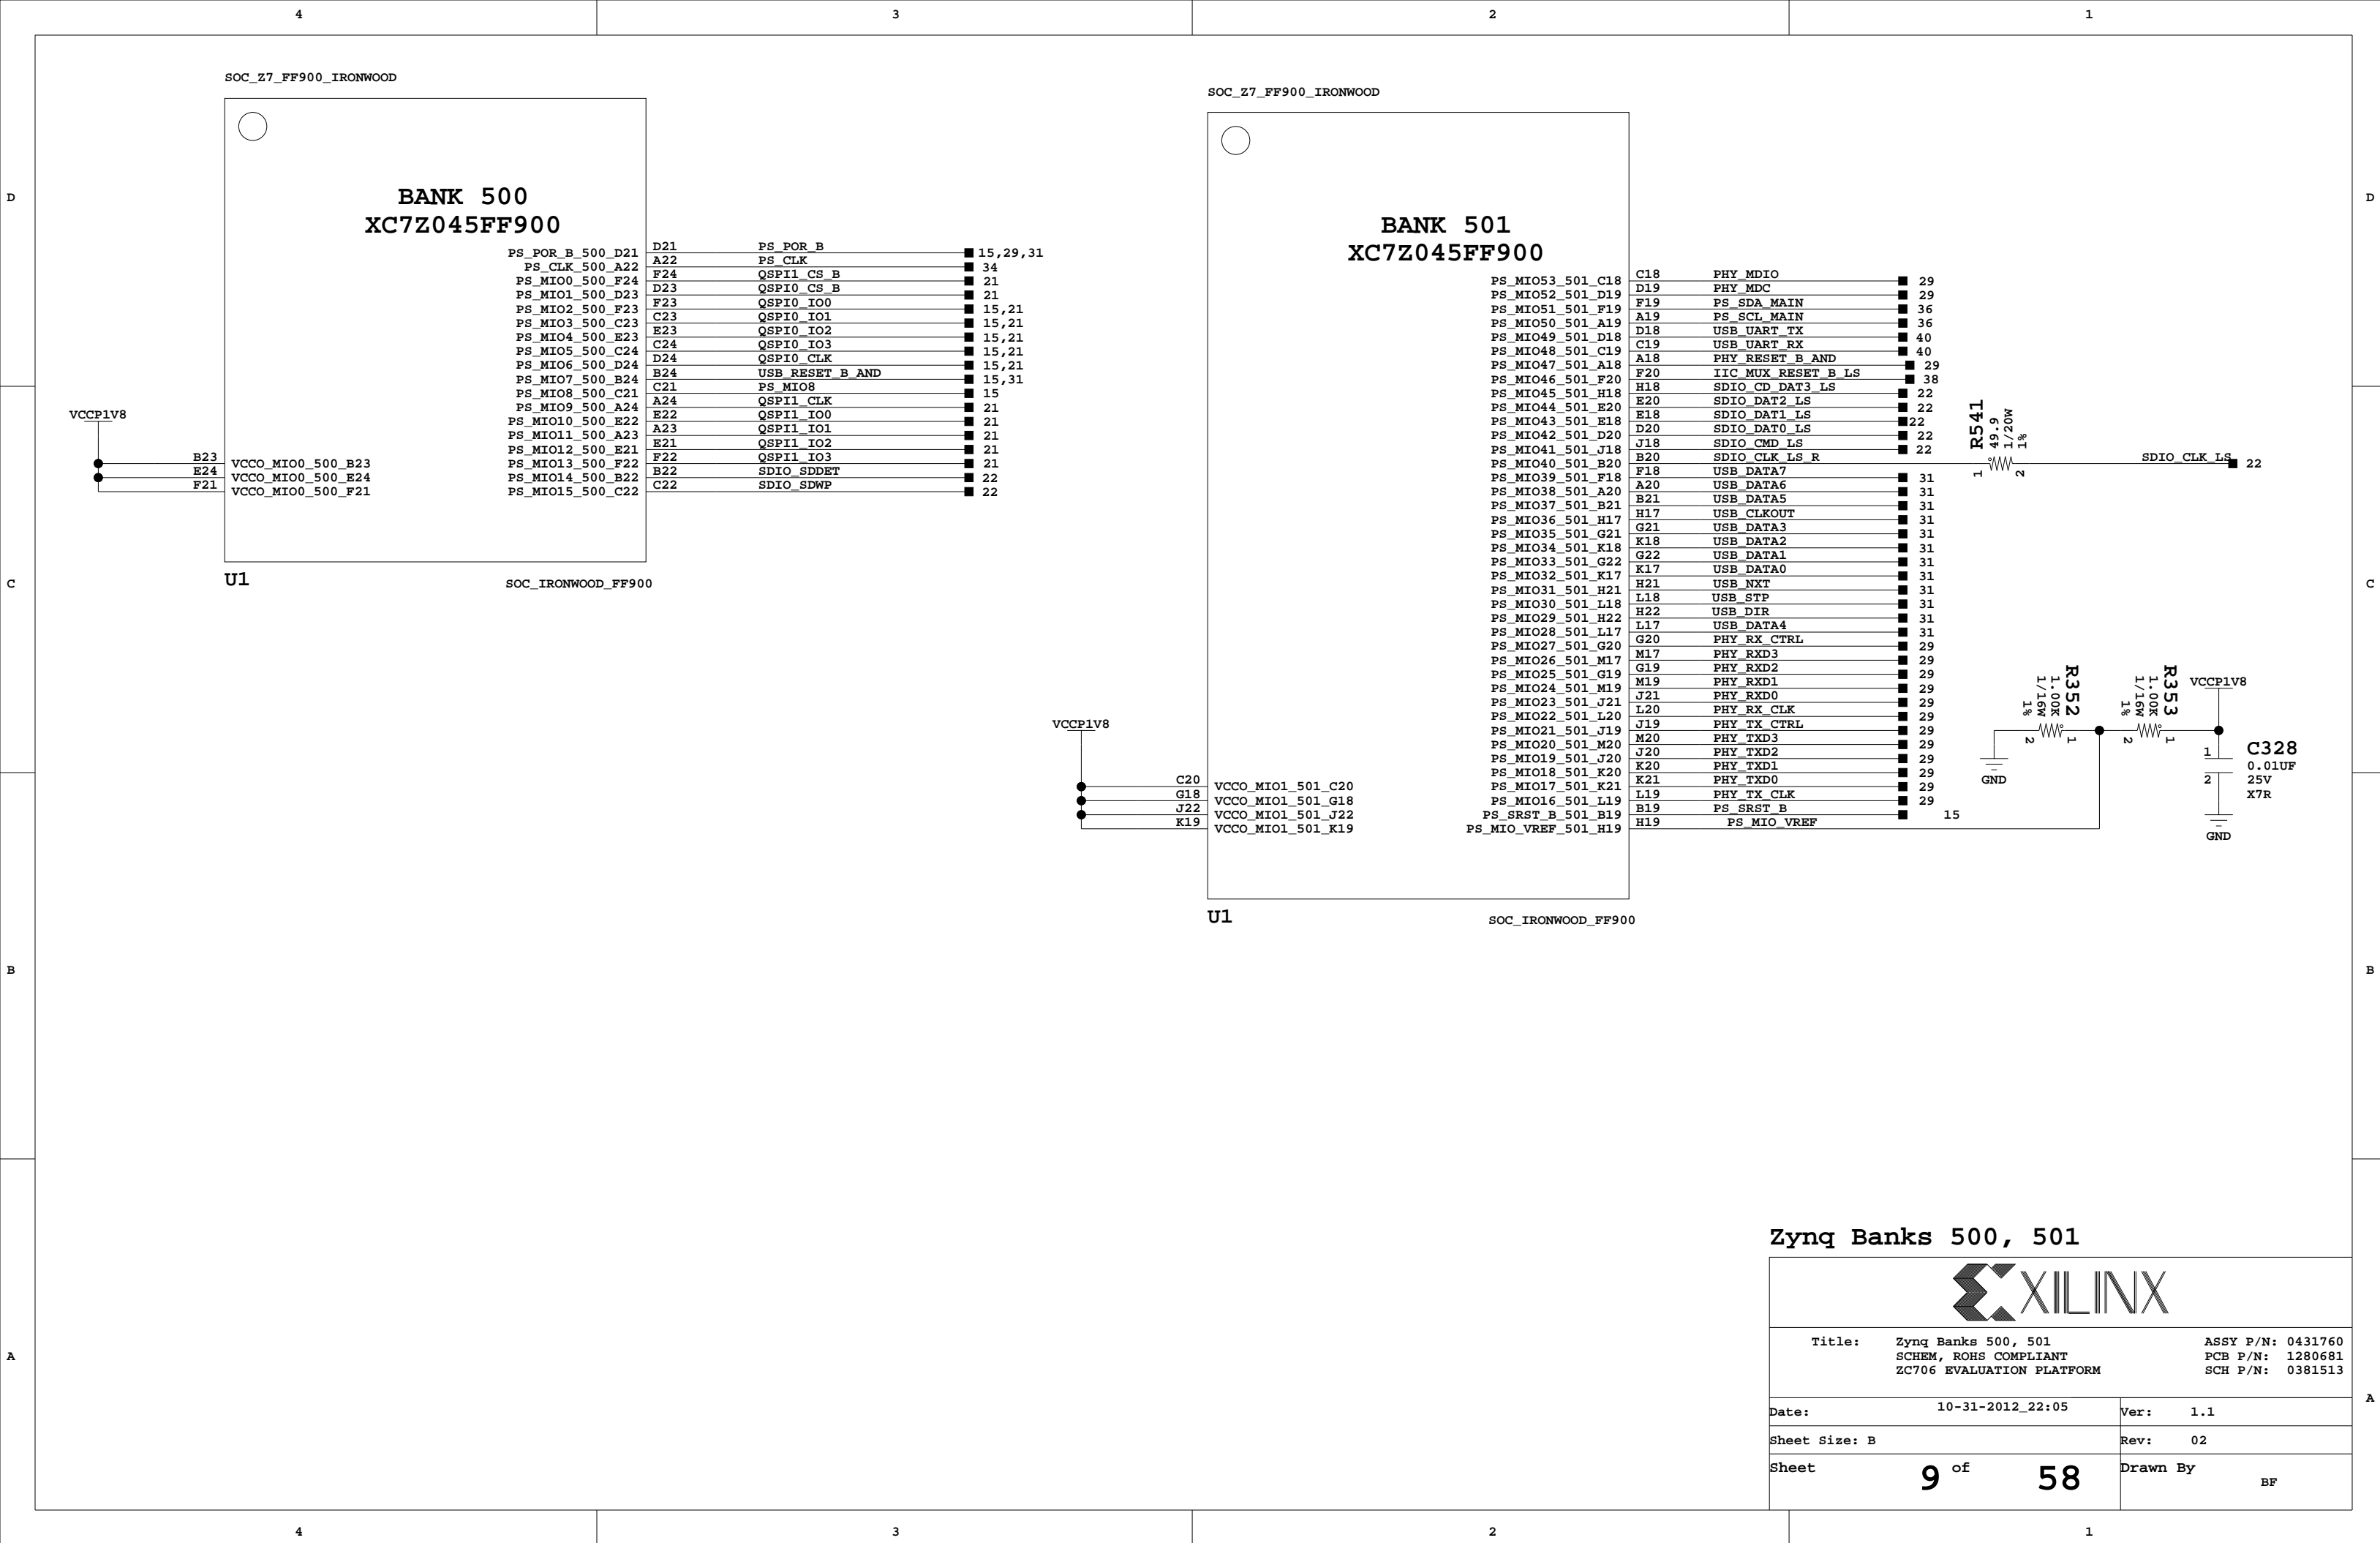 4 3 2 1
SOC_Z7_FF900_IRONWOOD
BANK 500
XC7Z045FF900
PS_POR_B_500_D21 D21 PS_POR_B 15,29,31
PS_CLK_500_A22 A22 PS_CLK 34
PS_MIO0_500_F24 F24 QSPI1_CS_B 21
PS_MIO1_500_D23 D23 QSPI0_CS_B 21
PS_MIO2_500_F23 F23 QSPI0_IO0 15,21
PS_MIO3_500_C23 C23 QSPI0_IO1 15,21
PS_MIO4_500_E23 E23 QSPI0_IO2 15,21
PS_MIO5_500_C24 C24 QSPI0_IO3 15,21
PS_MIO6_500_D24 D24 QSPI0_CLK 15,21
PS_MIO7_500_B24 B24 USB_RESET_B_AND 15,31
PS_MIO8_500_C21 C21 PS_MIO8 15
PS_MIO9_500_A24 A24 QSPI1_CLK 21
PS_MIO10_500_E22 E22 QSPI1_IO0 21
PS_MIO11_500_A23 A23 QSPI1_IO1 21
PS_MIO12_500_E21 E21 QSPI1_IO2 21
PS_MIO13_500_F22 F22 QSPI1_IO3 21
PS_MIO14_500_B22 B22 SDIO_SDDET 22
PS_MIO15_500_C22 C22 SDIO_SDWP 22
VCCP1V8
B23 VCCO_MIO0_500_B23
E24 VCCO_MIO0_500_E24
F21 VCCO_MIO0_500_F21
U1
SOC_IRONWOOD_FF900
SOC_Z7_FF900_IRONWOOD
BANK 501
XC7Z045FF900
PS_MIO53_501_C18 C18 PHY_MDIO 29
PS_MIO52_501_D19 D19 PHY_MDC 29
PS_MIO51_501_F19 F19 PS_SDA_MAIN 36
PS_MIO50_501_A19 A19 PS_SCL_MAIN 36
PS_MIO49_501_D18 D18 USB_UART_TX 40
PS_MIO48_501_C19 C19 USB_UART_RX 40
PS_MIO47_501_A18 A18 PHY_RESET_B_AND 29
PS_MIO46_501_F20 F20 IIC_MUX_RESET_B_LS 38
PS_MIO45_501_H18 H18 SDIO_CD_DAT3_LS 22
PS_MIO44_501_E20 E20 SDIO_DAT2_LS 22
PS_MIO43_501_E18 E18 SDIO_DAT1_LS 22
PS_MIO42_501_D20 D20 SDIO_DAT0_LS 22
PS_MIO41_501_J18 J18 SDIO_CMD_LS 22
PS_MIO40_501_B20 B20 SDIO_CLK_LS_R
PS_MIO39_501_F18 F18 USB_DATA7 31
PS_MIO38_501_A20 A20 USB_DATA6 31
PS_MIO37_501_B21 B21 USB_DATA5 31
PS_MIO36_501_H17 H17 USB_CLKOUT 31
PS_MIO35_501_G21 G21 USB_DATA3 31
PS_MIO34_501_K18 K18 USB_DATA2 31
PS_MIO33_501_G22 G22 USB_DATA1 31
PS_MIO32_501_K17 K17 USB_DATA0 31
PS_MIO31_501_H21 H21 USB_NXT 31
PS_MIO30_501_L18 L18 USB_STP 31
PS_MIO29_501_H22 H22 USB_DIR 31
PS_MIO28_501_L17 L17 USB_DATA4 31
PS_MIO27_501_G20 G20 PHY_RX_CTRL 29
PS_MIO26_501_M17 M17 PHY_RXD3 29
PS_MIO25_501_G19 G19 PHY_RXD2 29
PS_MIO24_501_M19 M19 PHY_RXD1 29
PS_MIO23_501_J21 J21 PHY_RXD0 29
PS_MIO22_501_L20 L20 PHY_RX_CLK 29
PS_MIO21_501_J19 J19 PHY_TX_CTRL 29
PS_MIO20_501_M20 M20 PHY_TXD3 29
PS_MIO19_501_J20 J20 PHY_TXD2 29
PS_MIO18_501_K20 K20 PHY_TXD1 29
PS_MIO17_501_K21 K21 PHY_TXD0 29
PS_MIO16_501_L19 L19 PHY_TX_CLK 29
PS_SRST_B_501_B19 B19 PS_SRST_B 15
PS_MIO_VREF_501_H19 H19 PS_MIO_VREF
VCCP1V8
C20 VCCO_MIO1_501_C20
G18 VCCO_MIO1_501_G18
J22 VCCO_MIO1_501_J22
K19 VCCO_MIO1_501_K19
U1
SOC_IRONWOOD_FF900
R541
49.9
1/20W
1%
1 2
SDIO_CLK_LS 22
R352
1.00K
1/16W
1%
2 1
R353
1.00K
1/16W
1%
2 1
VCCP1V8
GND
1
2
C328
0.01UF
25V
X7R
GND
D D
C C
B B
A A
Zynq Banks 500, 501
XILINX
Title: Zynq Banks 500, 501
SCHEM, ROHS COMPLIANT
ZC706 EVALUATION PLATFORM
ASSY P/N: 0431760
PCB P/N: 1280681
SCH P/N: 0381513
Date: 10-31-2012_22:05 Ver: 1.1
Sheet Size: B Rev: 02
Sheet 9 of 58 Drawn By BF
4 3 2 1